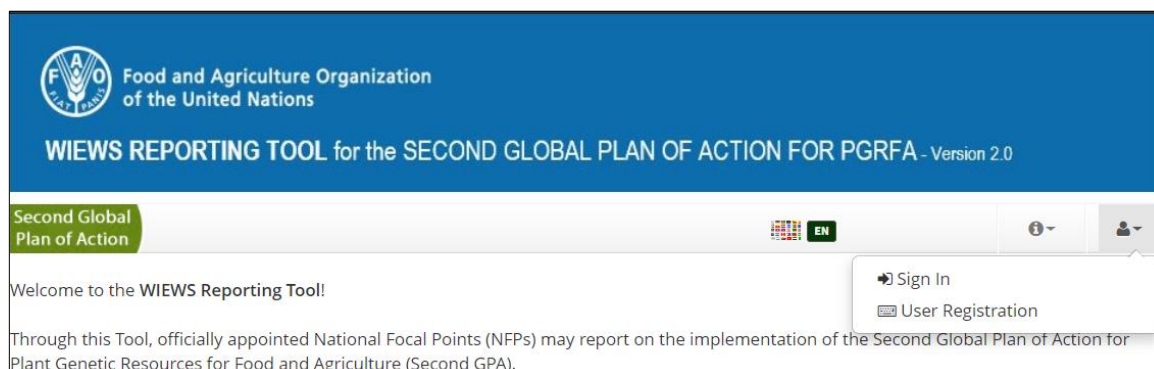 F A O
FIAT PANIS
Food and Agriculture Organization
of the United Nations
WIEWS REPORTING TOOL for the SECOND GLOBAL PLAN OF ACTION FOR PGRFA - Version 2.0
Second Global
Plan of Action
EN
Sign In
User Registration
Welcome to the WIEWS Reporting Tool!
Through this Tool, officially appointed National Focal Points (NFPs) may report on the implementation of the Second Global Plan of Action for
Plant Genetic Resources for Food and Agriculture (Second GPA).